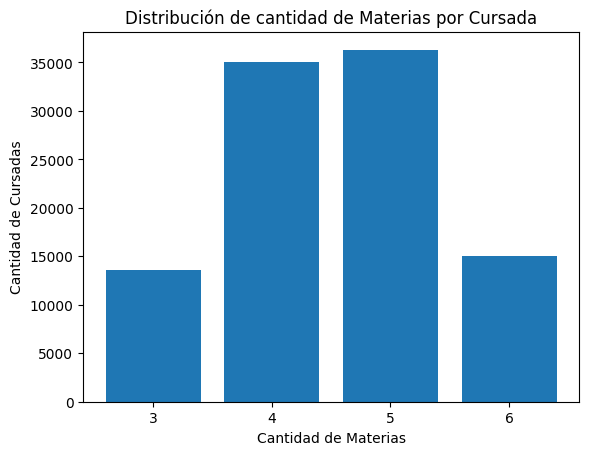 Distribución de cantidad de Materias por Cursada
Cantidad de Cursadas
35000
30000
25000
20000
15000
10000
5000
0
3 4 5 6
Cantidad de Materias